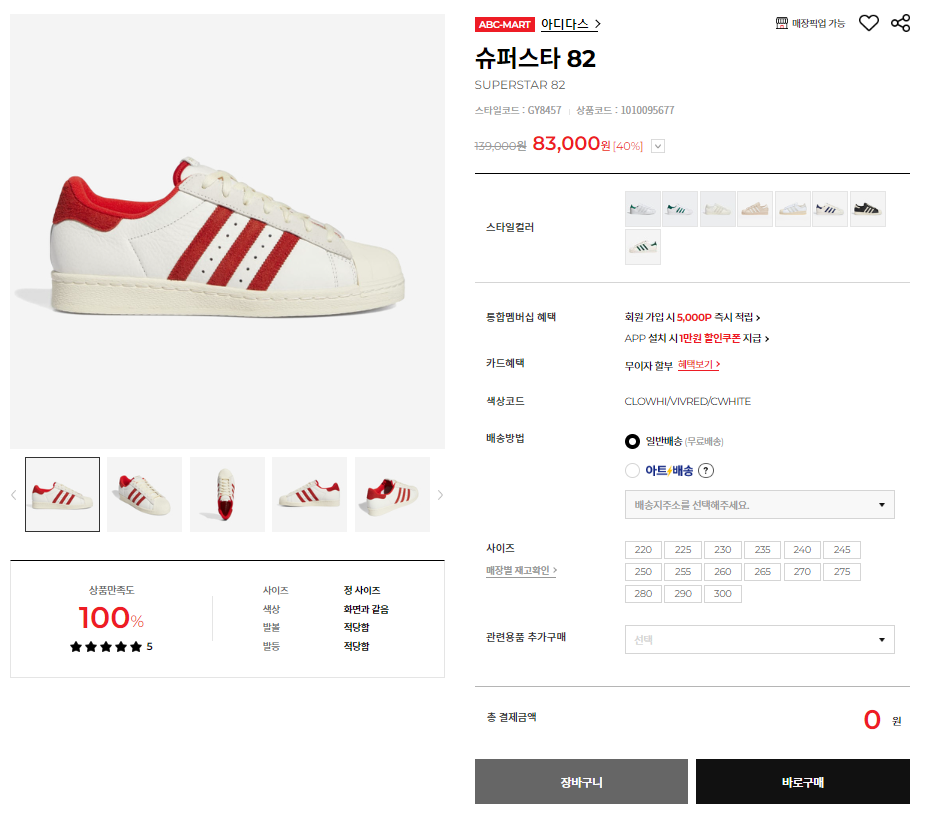 ABC-MART 아디다스 >
매장픽업 가능
슈퍼스타 82
SUPERSTAR 82
스타일코드 : GY8457 | 상품코드 : 1010095677
139,000원 83,000원 [40%]
스타일컬러
통합멤버십 혜택
회원 가입 시 5,000P 즉시 적립 >
APP 설치 시 1만원 할인쿠폰 지급 >
카드혜택
무이자 할부 혜택보기 >
색상코드
CLOWHI/VIVRED/CWHITE
배송방법
일반배송 (무료배송)
아트⚡배송 ?
배송지주소를 선택해주세요.
사이즈
매장별 재고확인 >
220 225 230 235 240 245
250 255 260 265 270 275
280 290 300
관련용품 추가구매
선택
총 결제금액
0 원
장바구니
바로구매
상품만족도
100%
★★★★★ 5
사이즈 정 사이즈
색상 화면과 같음
발볼 적당함
발등 적당함